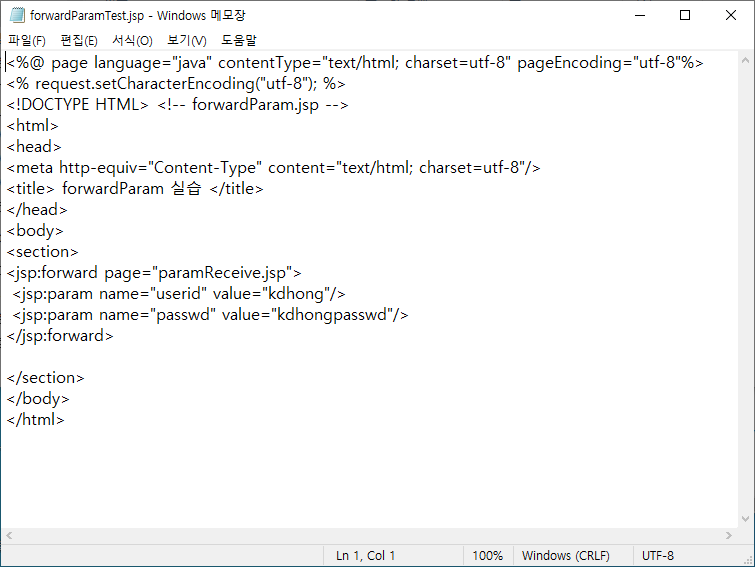 forwardParamTest.jsp - Windows 메모장
파일(F) 편집(E) 서식(O) 보기(V) 도움말
<%@ page language="java" contentType="text/html; charset=utf-8" pageEncoding="utf-8"%>
<% request.setCharacterEncoding("utf-8"); %>
<!DOCTYPE HTML> <!-- forwardParam.jsp -->
<html>
<head>
<meta http-equiv="Content-Type" content="text/html; charset=utf-8"/>
<title> forwardParam 실습 </title>
</head>
<body>
<section>
<jsp:forward page="paramReceive.jsp">
<jsp:param name="userid" value="kdhong"/>
<jsp:param name="passwd" value="kdhongpasswd"/>
</jsp:forward>
</section>
</body>
</html>
Ln 1, Col 1 100% Windows (CRLF) UTF-8